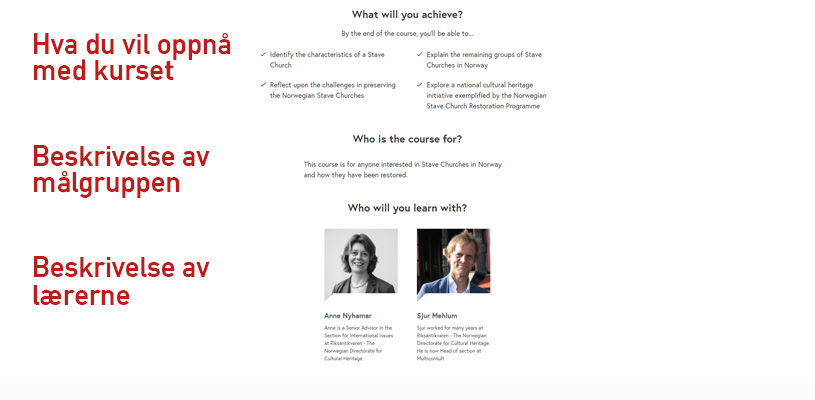 Hva du vil oppnå
med kurset
What will you achieve?
By the end of the course, you'll be able to...
✓ Identify the characteristics of a Stave
Church
✓ Explain the remaining groups of Stave
Churches in Norway
✓ Reflect upon the challenges in preserving
the Norwegian Stave Churches
✓ Explore a national cultural heritage
initiative exemplified by the Norwegian
Stave Church Restoration Programme
Beskrivelse av
målgruppen
Who is the course for?
This course is for anyone interested in Stave Churches in Norway
and how they have been restored.
Beskrivelse av
lærerne
Who will you learn with?
Anne Nyhamar
Anne is a Senior Advisor in the
Section for International Issues
at Riksantikvaren - The
Norwegian Directorate for
Cultural Heritage
Sjur Mehlum
Sjur worked for many years at
Riksantikvaren - The Norwegian
Directorate for Cultural Heritage.
He is now Head of section at
Multiconsult